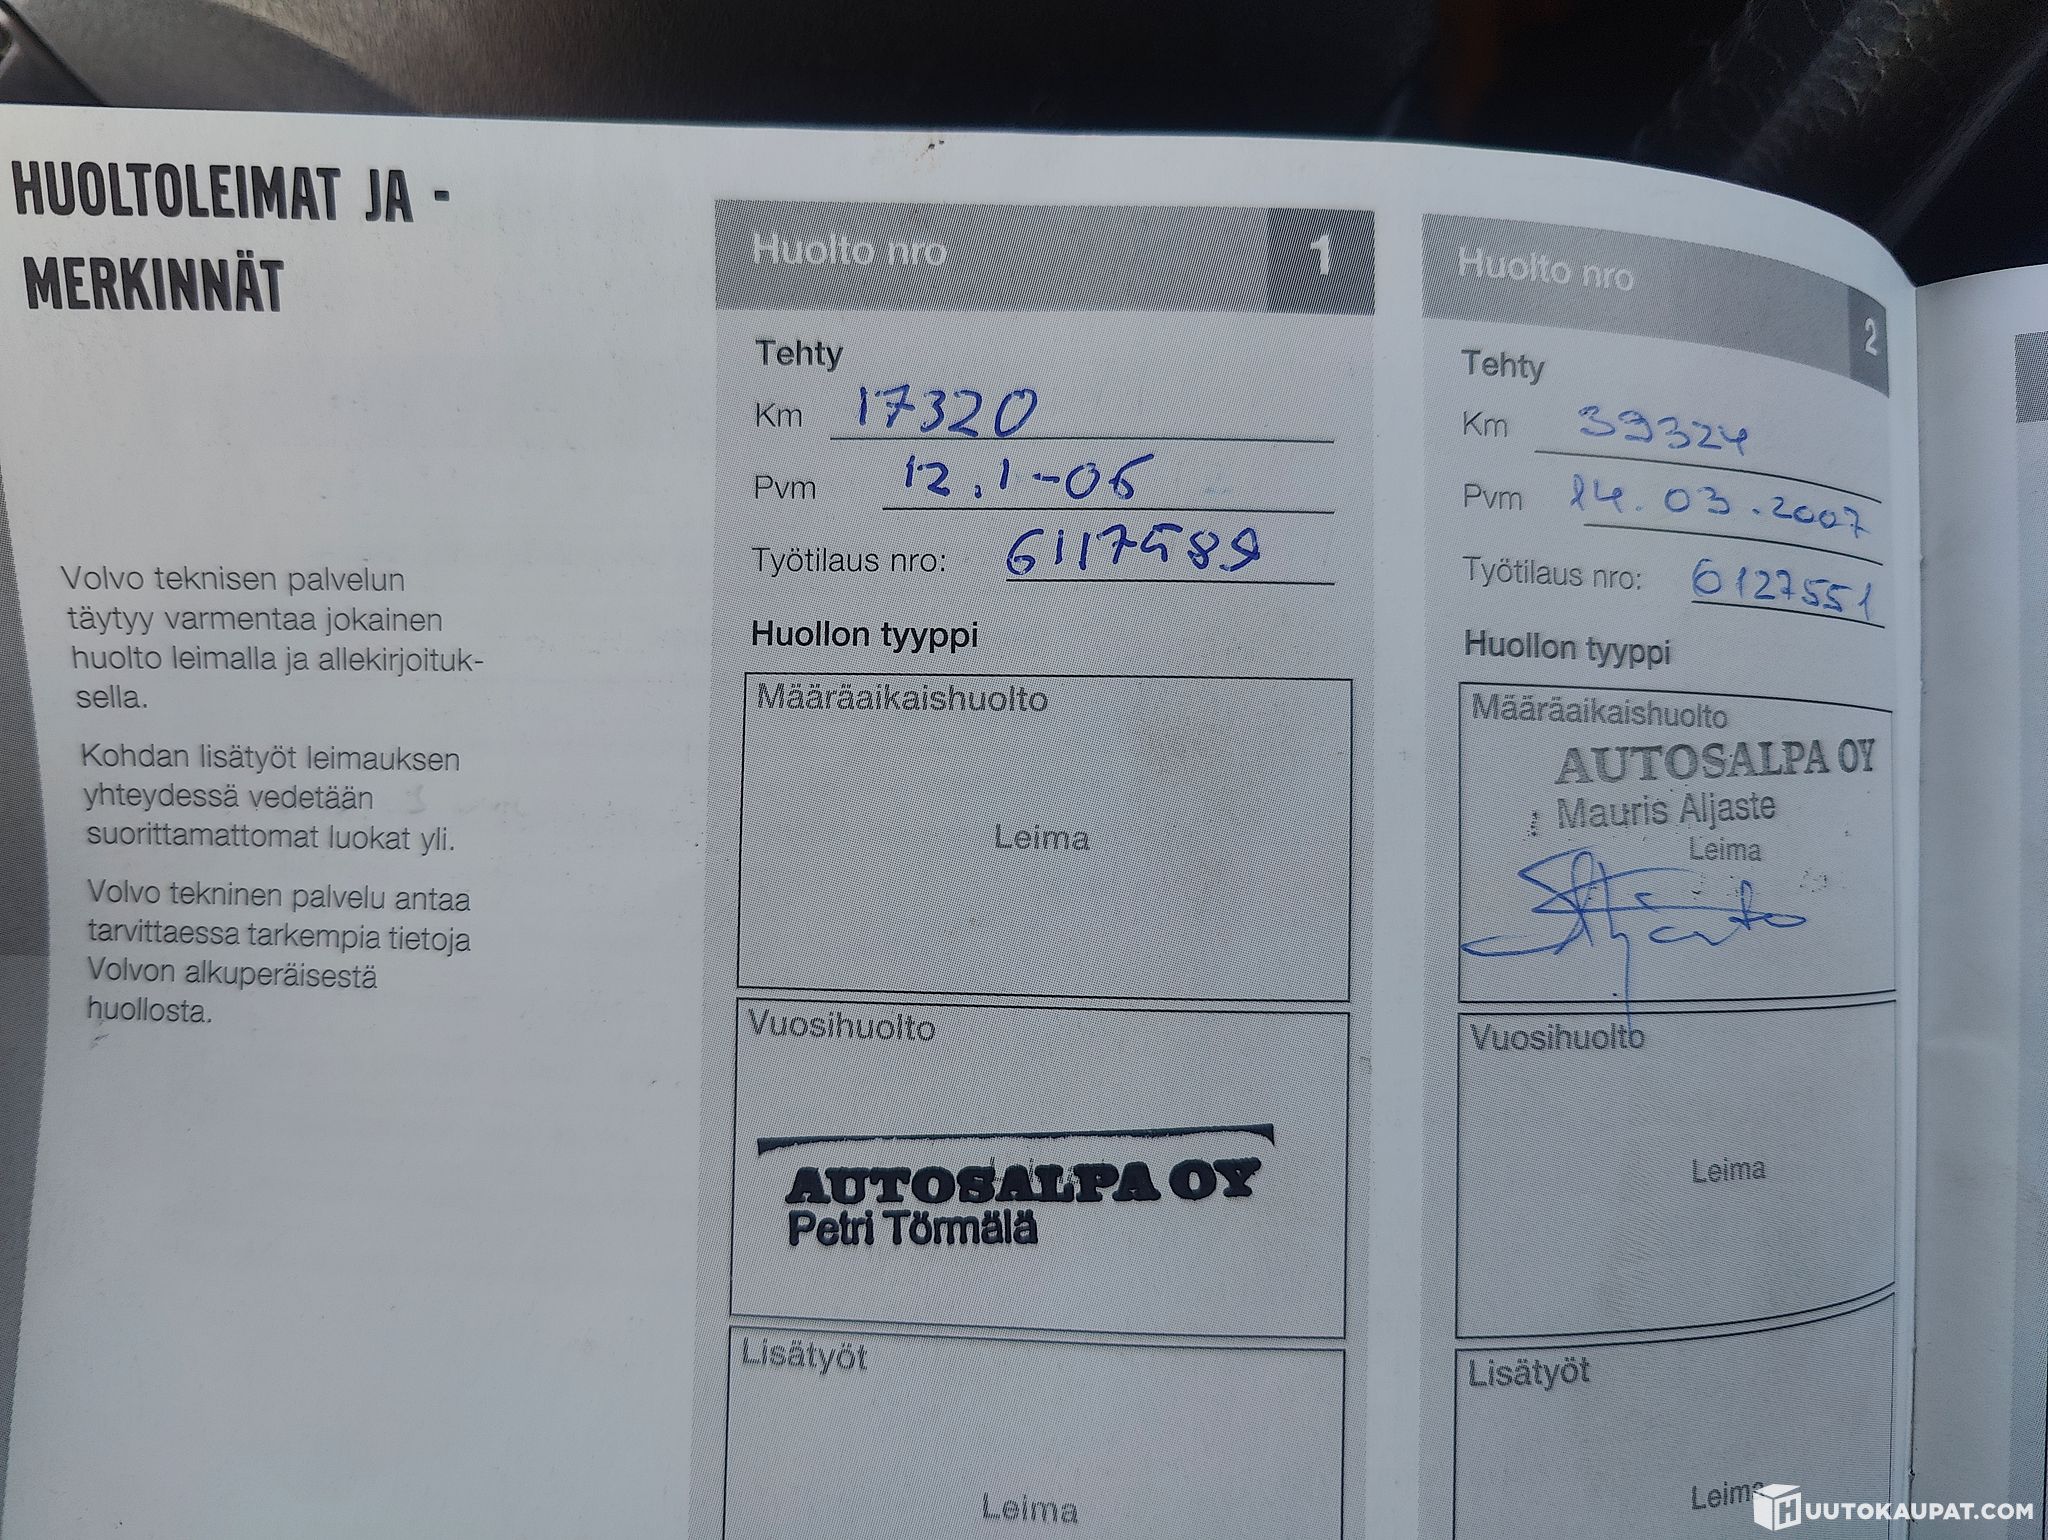 HUOLTOLEIMAT JA -
MERKINNÄT
Volvo teknisen palvelun
täytyy varmentaa jokainen
huolto leimalla ja allekirjoituk-
sella.
Kohdan lisätyöt leimauksen
yhteydessä vedetään
suorittamattomat luokat yli.
Volvo tekninen palvelu antaa
tarvittaessa tarkempia tietoja
Volvon alkuperäisestä
huollosta.
Huolto nro 1
Tehty
Km 17320
Pvm 12.1-06
Työtilaus nro: 6117589
Huollon tyyppi
Määräaikaishuolto
Leima
Vuosihuolto
AUTOSALPA OY
Petri Törmälä
Lisätyöt
Leima
Huolto nro 2
Tehty
Km 39324
Pvm 14.03.2007
Työtilaus nro: 6127551
Huollon tyyppi
Määräaikaishuolto
AUTOSALPA OY
Mauris Aljaste
Leima
Vuosihuolto
Leima
Lisätyöt
Leima
HUUTOKAUPAT.COM